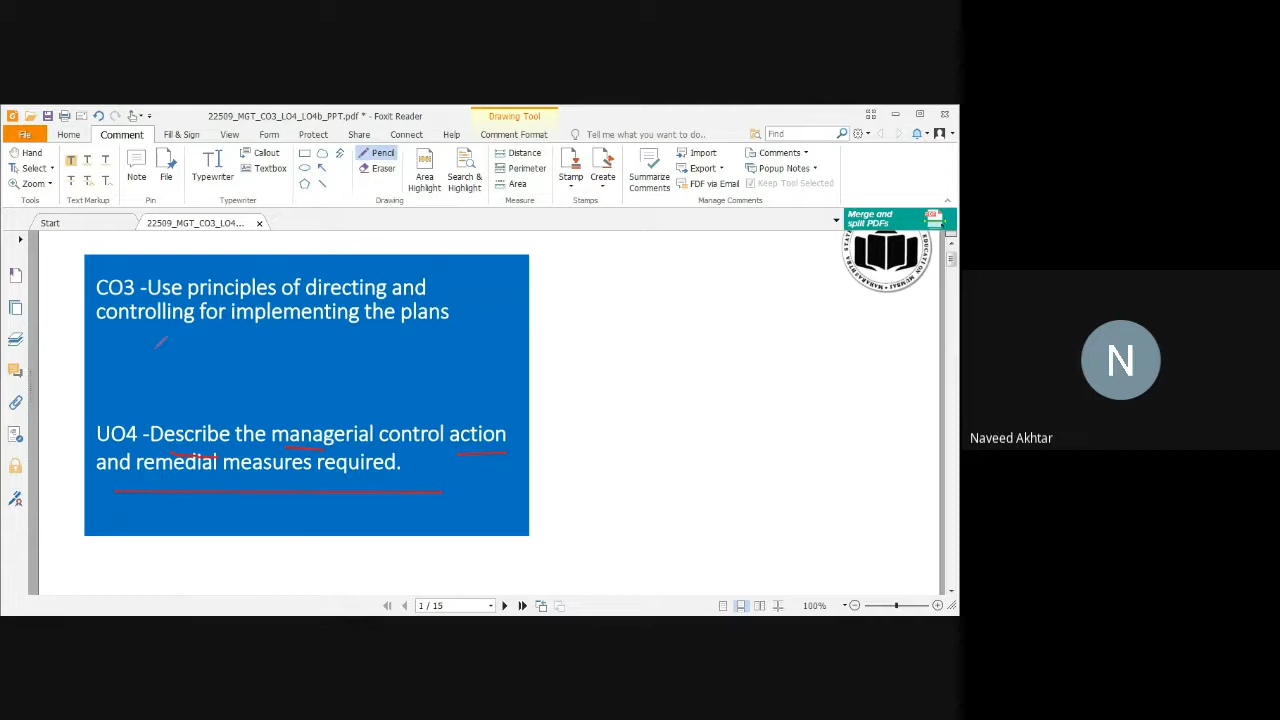 22509_MGT_CO3_LO4_LO4b_PPT.pdf * - Foxit Reader
Drawing Tool
File Home Comment Fill & Sign View Form Protect Share Connect Help Comment Format Tell me what you want to do.. Find
Hand
Select
Zoom
Tools
Text Markup
Note
File
Typewriter
Callout
Textbox
Typewriter
Pencil
Eraser
Area
Highlight
Search &
Highlight
Drawing
Distance
Perimeter
Area
Measure
Stamp
Create
Stamps
Summarize
Comments
Import
Export
FDF via Email
Comments
Popup Notes
Keep Tool Selected
Manage Comments
Start
22509_MGT_CO3_LO4...
Merge and
split PDFs
CO3 -Use principles of directing and
controlling for implementing the plans
UO4 -Describe the managerial control action
and remedial measures required.
1 / 15
100%
N
Naveed Akhtar